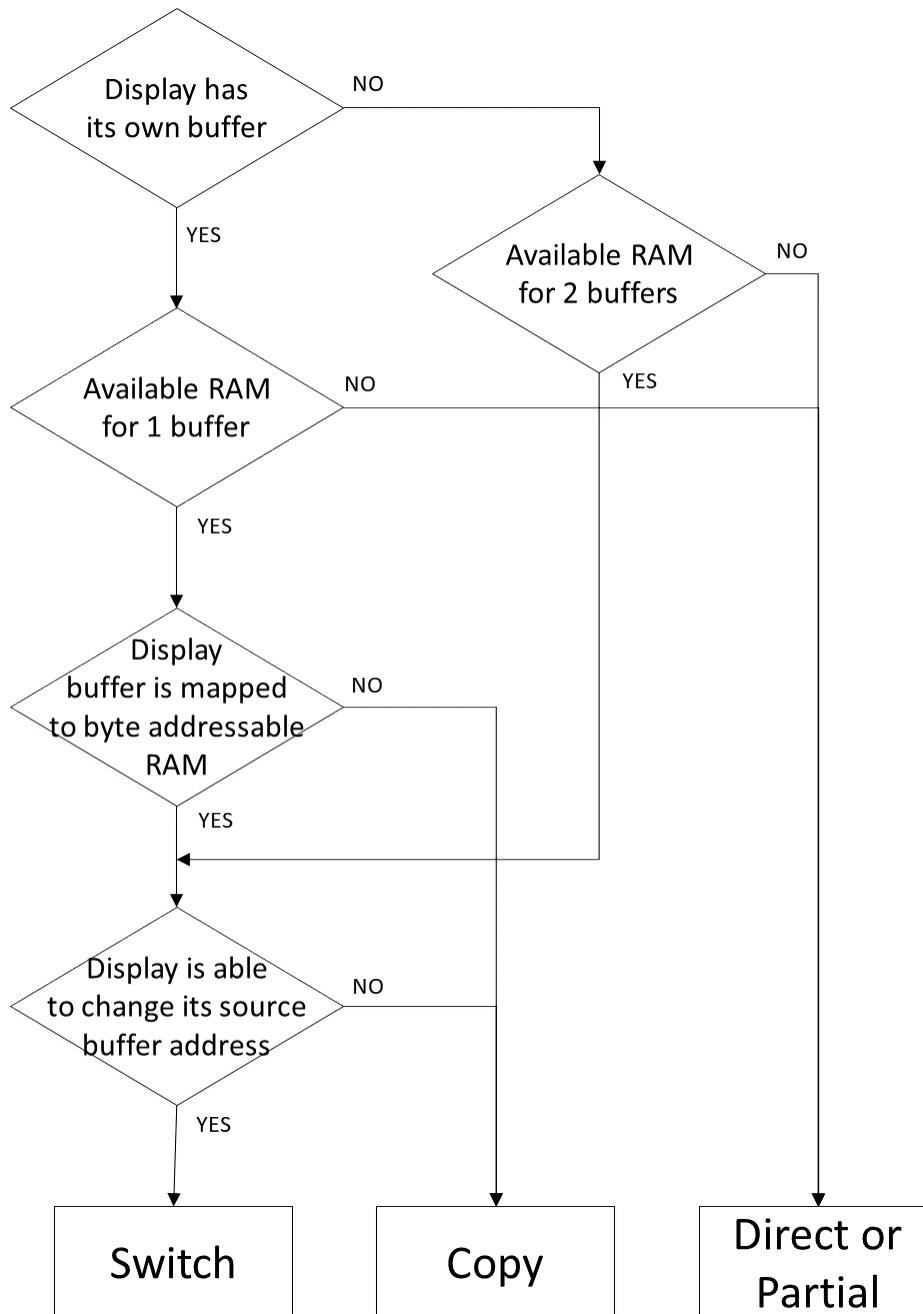 Display has
its own buffer
NO
YES
Available RAM
for 2 buffers
NO
YES
Available RAM
for 1 buffer
NO
YES
Display
buffer is mapped
to byte addressable
RAM
NO
YES
Display is able
to change its source
buffer address
NO
YES
Switch
Copy
Direct or
Partial